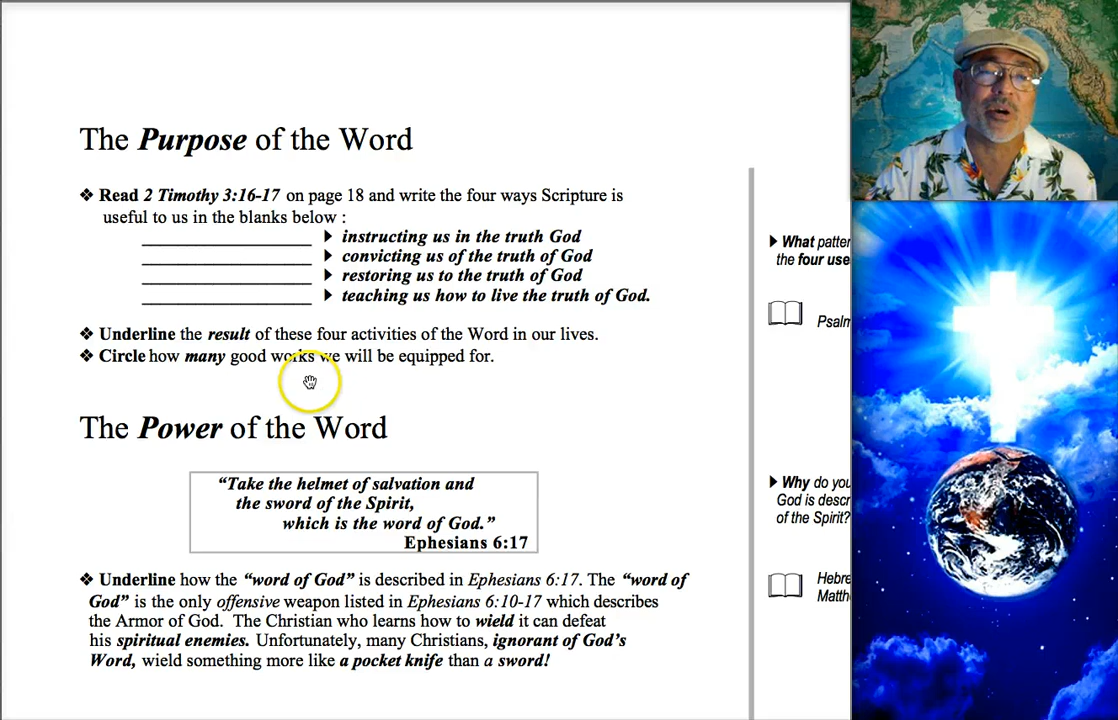 The Purpose of the Word
❖ Read 2 Timothy 3:16-17 on page 18 and write the four ways Scripture is
useful to us in the blanks below :
instructing us in the truth God
convicting us of the truth of God
restoring us to the truth of God
teaching us how to live the truth of God.
❖ Underline the result of these four activities of the Word in our lives.
❖ Circle how many good works we will be equipped for.
The Power of the Word
“Take the helmet of salvation and
the sword of the Spirit,
which is the word of God.”
Ephesians 6:17
❖ Underline how the “word of God” is described in Ephesians 6:17. The “word of
God” is the only offensive weapon listed in Ephesians 6:10-17 which describes
the Armor of God. The Christian who learns how to wield it can defeat
his spiritual enemies. Unfortunately, many Christians, ignorant of God’s
Word, wield something more like a pocket knife than a sword!
What patter
the four use
Psalm
Why do you
God is descr
of the Spirit?
Hebre
Matth